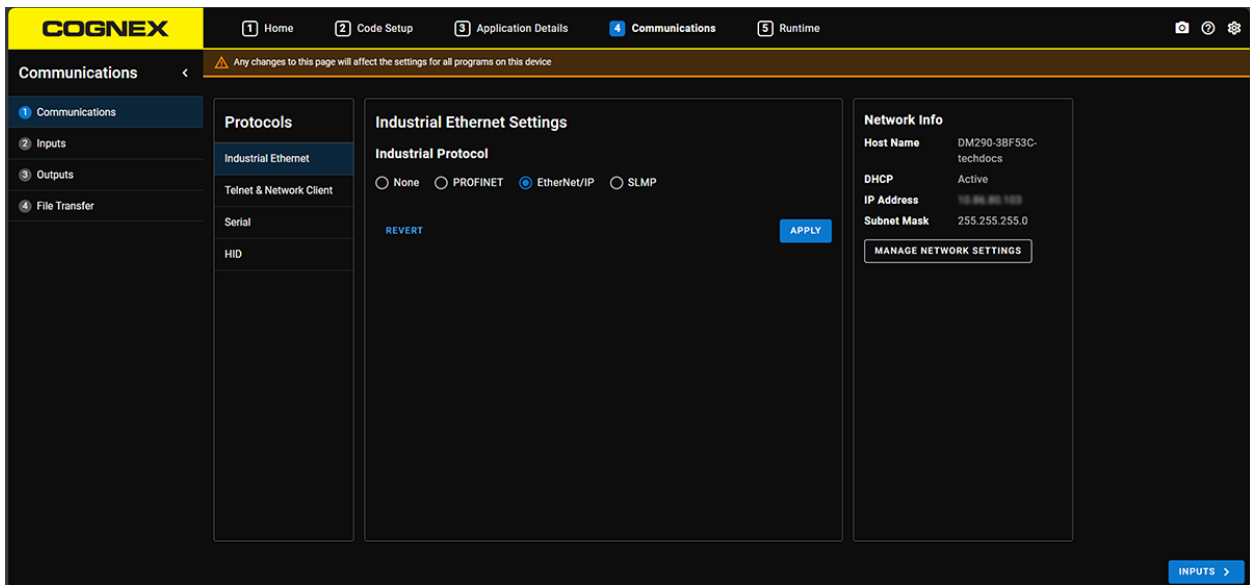 COGNEX
1 Home
2 Code Setup
3 Application Details
4 Communications
5 Runtime
Any changes to this page will affect the settings for all programs on this device
Communications
1 Communications
2 Inputs
3 Outputs
4 File Transfer
Protocols
Industrial Ethernet
Telnet & Network Client
Serial
HID
Industrial Ethernet Settings
Industrial Protocol
None PROFINET EtherNet/IP SLMP
REVERT APPLY
Network Info
Host Name DM290-3BF53C-
techdocs
DHCP Active
IP Address
Subnet Mask 255.255.255.0
MANAGE NETWORK SETTINGS
INPUTS